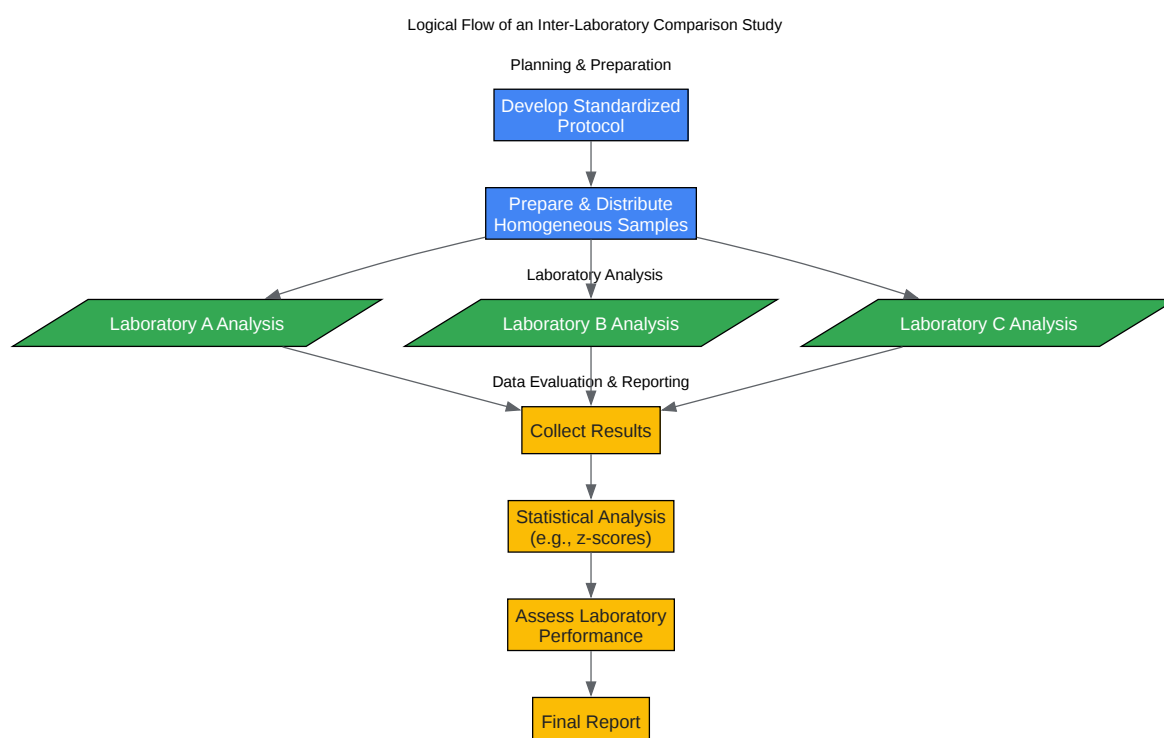 Logical Flow of an Inter-Laboratory Comparison Study
Planning & Preparation
Develop Standardized
Protocol
Prepare & Distribute
Homogeneous Samples
Laboratory Analysis
Laboratory A Analysis
Laboratory B Analysis
Laboratory C Analysis
Data Evaluation & Reporting
Collect Results
Statistical Analysis
(e.g., z-scores)
Assess Laboratory
Performance
Final Report